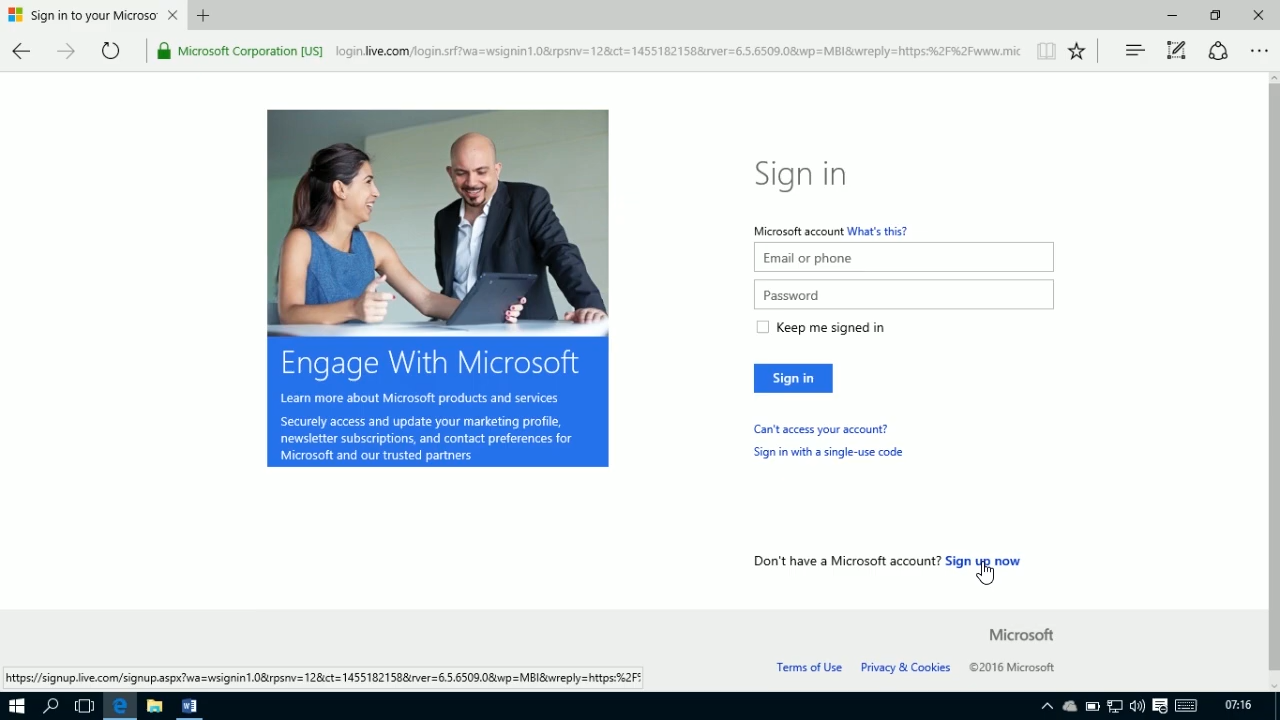 Sign in to your Microso
Microsoft Corporation [US] login.live.com/login.srf?wa=wsignin1.0&rpsnv=12&ct=1455182158&rver=6.5.6509.0&wp=MBI&wreply=https:%2F%2Fwww.mic
Engage With Microsoft
Learn more about Microsoft products and services
Securely access and update your marketing profile,
newsletter subscriptions, and contact preferences for
Microsoft and our trusted partners
Sign in
Microsoft account What's this?
Email or phone
Password
Keep me signed in
Sign in
Can't access your account?
Sign in with a single-use code
Don't have a Microsoft account? Sign up now
Microsoft
Terms of Use Privacy & Cookies ©2016 Microsoft
https://signup.live.com/signup.aspx?wa=wsignin1.0&rpsnv=12&ct=1455182158&rver=6.5.6509.0&wp=MBI&wreply=https:%2F
07:16